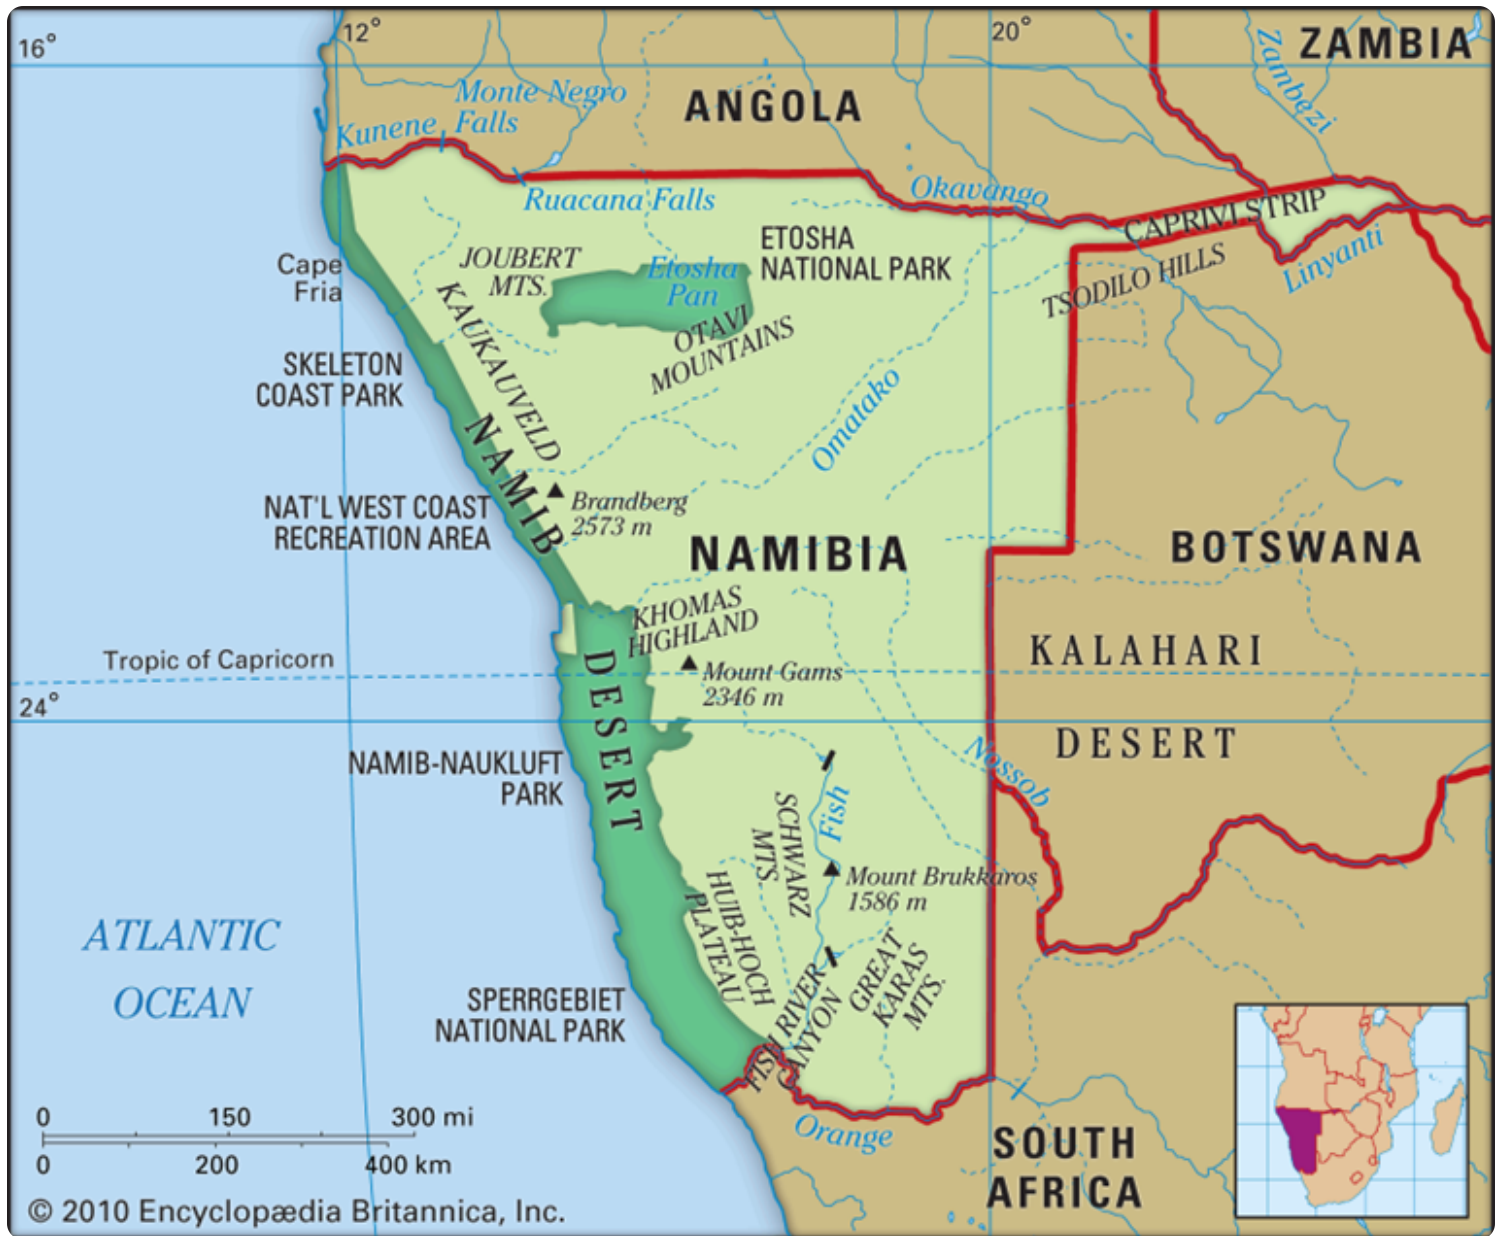 16°
12°
20°
ZAMBIA
Zambezi
Monte Negro
Falls
Kunene
ANGOLA
Ruacana Falls
Okavango
CAPRIVI STRIP
Linyanti
TSODILO HILLS
ETOSHA
NATIONAL PARK
Etosha
Pan
JOUBERT
MTS.
Cape
Fria
KAUKAUVELD
OTAVI
MOUNTAINS
SKELETON
COAST PARK
Omatako
NAMIB
Brandberg
2573 m
NAT'L WEST COAST
RECREATION AREA
NAMIBIA
BOTSWANA
KHOMAS
HIGHLAND
KALAHARI
Tropic of Capricorn
Mount Gams
2346 m
24°
DESERT
DESERT
Nossob
NAMIB-NAUKLUFT
PARK
Fish
SCHWARZ
MTS.
Mount Brukkaros
1586 m
HUIB-HOCH
PLATEAU
ATLANTIC
OCEAN
GREAT
KARAS
MTS.
FISH RIVER
CANYON
SPERRGEBIET
NATIONAL PARK
Orange
SOUTH
AFRICA
0 150 300 mi
0 200 400 km
© 2010 Encyclopædia Britannica, Inc.